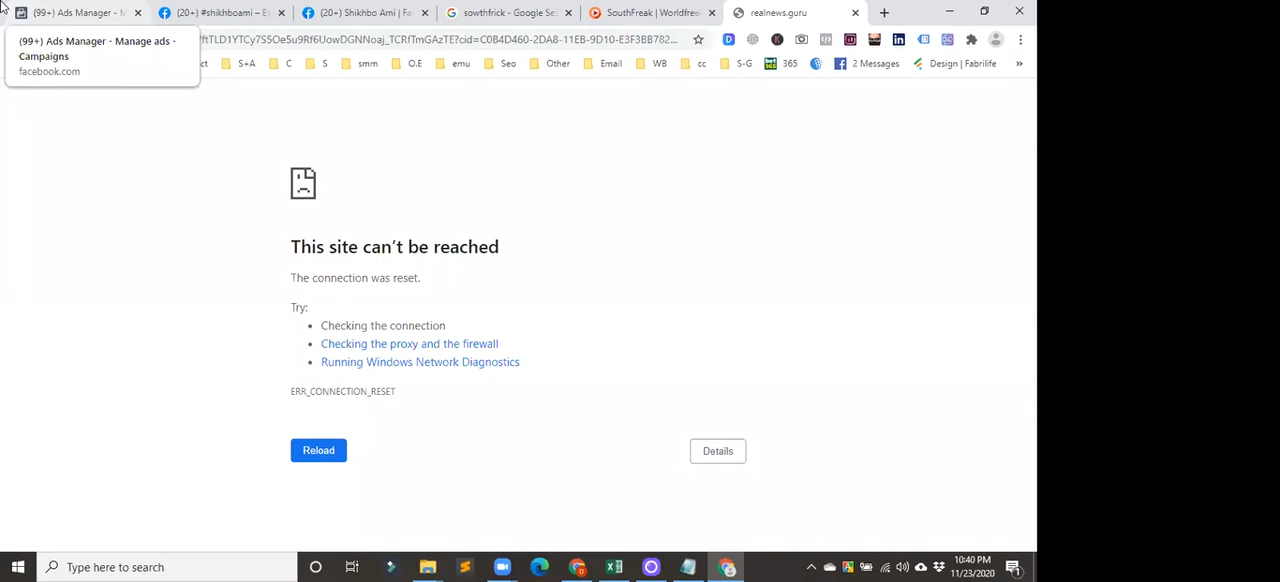 (99+) Ads Manager - M
(20+) #shikhboami – E
(20+) Shikhbo Ami | Fa
sowthfrick - Google Se
SouthFreak | Worldfree
realnews.guru
(99+) Ads Manager - Manage ads -
Campaigns
facebook.com
S+A
C
S
smm
O.E
emu
Seo
Other
Email
WB
cc
S-G
365
2 Messages
Design | Fabrilife
»
This site can't be reached
The connection was reset.
Try:
• Checking the connection
• Checking the proxy and the firewall
• Running Windows Network Diagnostics
ERR_CONNECTION_RESET
Reload
Details
Type here to search
10:40 PM
11/23/2020